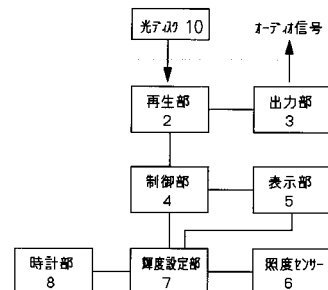 光ディスク 10
オーディオ信号
再生部
2
出力部
3
制御部
4
表示部
5
時計部
8
輝度設定部
7
照度センサー
6